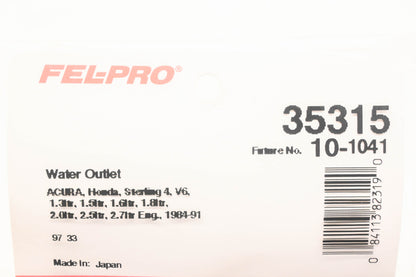 FEL-PRO®
35315
Future No. 10-1041
Water Outlet
ACURA, Honda, Sterling 4, V6,
1.3ltr, 1.5ltr, 1.6ltr, 1.8ltr,
2.0ltr, 2.5ltr, 2.7ltr Eng., 1984-91
97 33
Made in: Japan
0 84113 82319 0